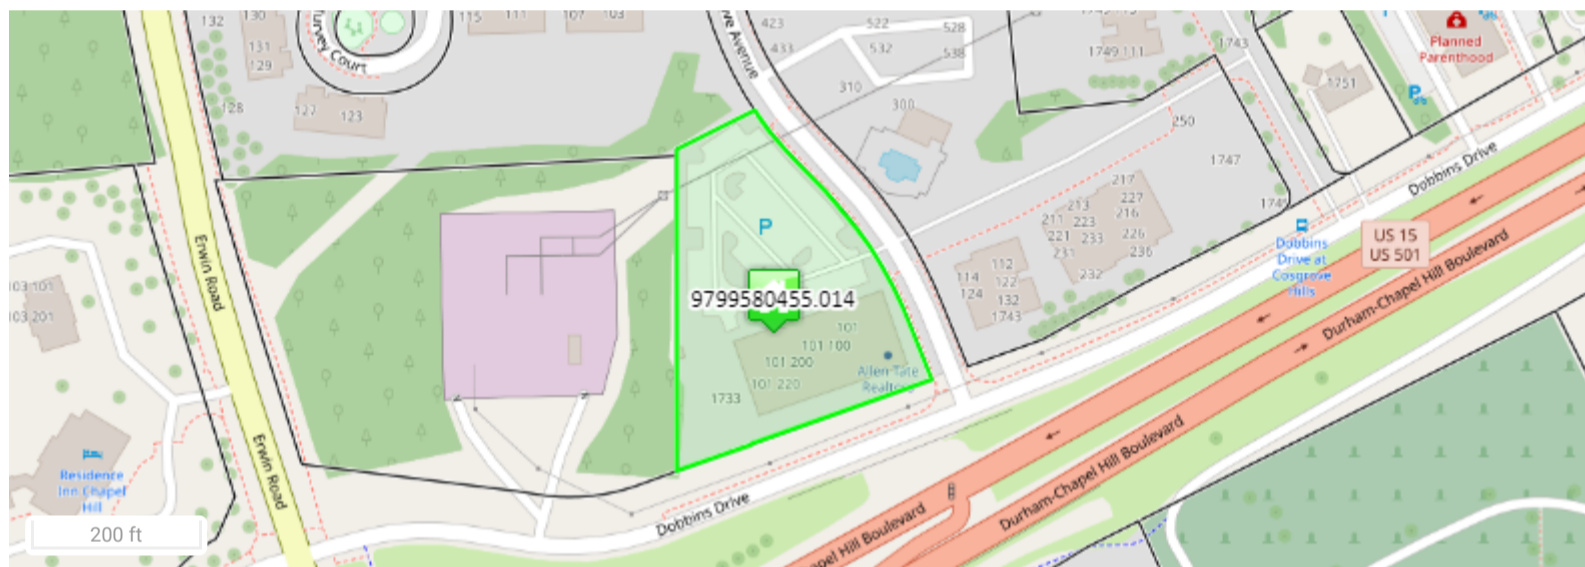 132
130
131
129
128
Turvey Court
127
123
115
111
107
103
ve Avenue
423
433
522
532
528
538
310
300
1749 111
1743
1751
P
Planned
Parenthood
P
250
1747
1749
Erwin Road
P
9799580455.014
101
101 100
101 200
101 220
1733
Allen Tate
Realtors
217
213
227
211
223
216
221
233
226
231
236
232
112
114
122
124
132
1743
Dobbins
Drive at
Cosgrove
Hills
Dobbins Drive
US 15
US 501
Durham-Chapel Hill Boulevard
103 101
103 201
Erwin Road
Residence
Inn Chapel
Hill
Dobbins Drive
apel Hill Boulevard
Durham-Chapel Hill Boulevard
200 ft